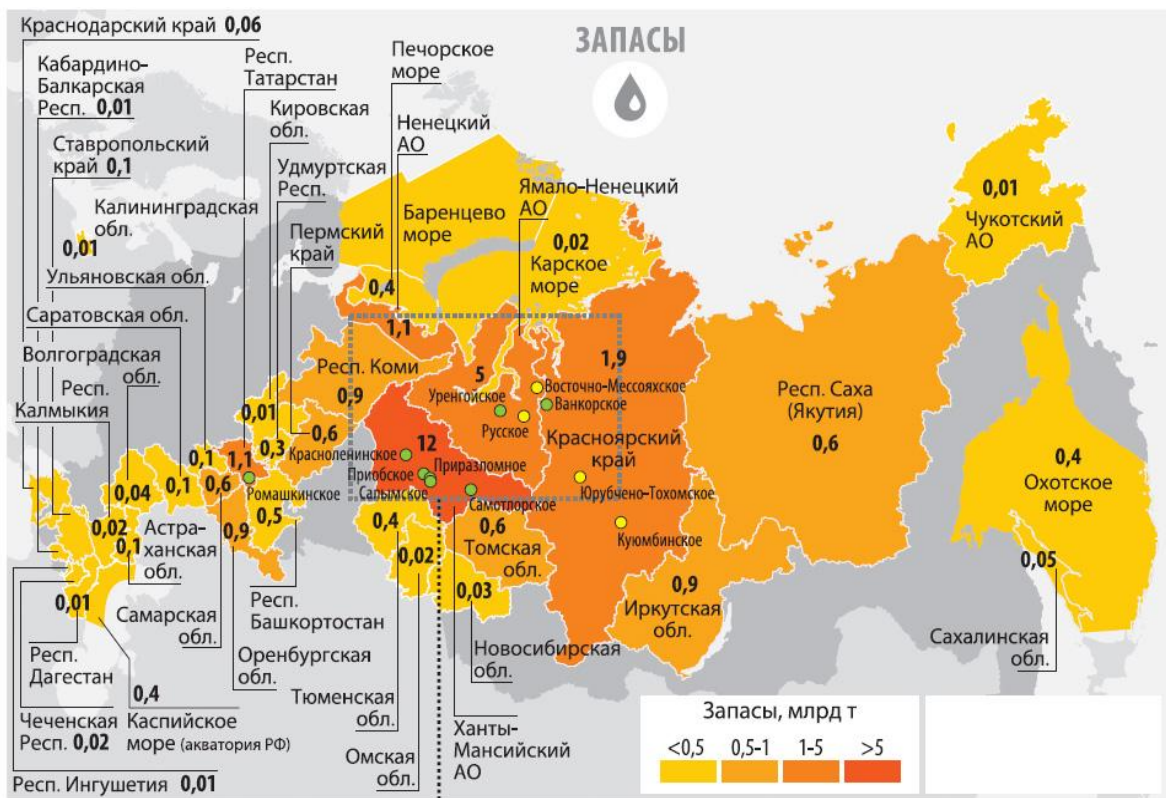 ЗАПАСЫ
Краснодарский край 0,06
Кабардино-
Балкарская
Респ. 0,01
Ставропольский
край 0,1
Калининградская
обл.
0,01
Ульяновская обл.
Саратовская обл.
Волгоградская
обл.
Респ.
Калмыкия
Респ.
Татарстан
Кировская
обл.
Удмуртская
Респ.
Пермский
край
Печорское
море
Ненецкий
АО
Ямало-Ненецкий
АО
Баренцево
море
0,02
Карское
море
0,01
Чукотский
АО
0,4
1,1
Респ. Коми
0,9
5
1,9
Уренгойское
Восточно-Мессояхское
Ванкорское
Русское
Красноярский
край
Респ. Саха
(Якутия)
0,6
0,4
Охотское
море
0,05
Сахалинская
обл.
0,01
0,3
0,6
Красноленинское
12
Приобское
Приразломное
Салымское
Самотлорское
Юрубчено-Тохомское
Куюмбинское
0,1
1,1
0,6
Ромашкинское
0,04
0,1
0,5
0,9
0,02
0,1
Астра-
ханская
обл.
0,4
0,02
0,03
0,6
Томская
обл.
0,9
Иркутская
обл.
0,01
Самарская
обл.
Респ.
Башкортостан
Оренбургская
обл.
Новосибирская
обл.
Тюменская
обл.
Омская
обл.
Ханты-
Мансийский
АО
Респ.
Дагестан
0,4
Каспийское
море (акватория РФ)
Чеченская
Респ. 0,02
Респ. Ингушетия 0,01
Запасы, млрд т
<0,5 0,5-1 1-5 >5